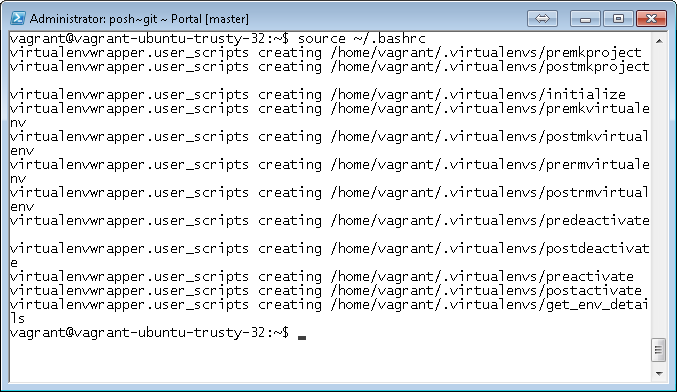 Administrator: posh~git ~ Portal [master]
vagrant@vagrant-ubuntu-trusty-32:~$ source ~/.bashrc
virtualenvwrapper.user_scripts creating /home/vagrant/.virtualenvs/premkproject
virtualenvwrapper.user_scripts creating /home/vagrant/.virtualenvs/postmkproject
virtualenvwrapper.user_scripts creating /home/vagrant/.virtualenvs/initialize
virtualenvwrapper.user_scripts creating /home/vagrant/.virtualenvs/premkvirtuale
nv
virtualenvwrapper.user_scripts creating /home/vagrant/.virtualenvs/postmkvirtual
env
virtualenvwrapper.user_scripts creating /home/vagrant/.virtualenvs/prermvirtuale
nv
virtualenvwrapper.user_scripts creating /home/vagrant/.virtualenvs/postrmvirtual
env
virtualenvwrapper.user_scripts creating /home/vagrant/.virtualenvs/predeactivate
virtualenvwrapper.user_scripts creating /home/vagrant/.virtualenvs/postdeactivat
e
virtualenvwrapper.user_scripts creating /home/vagrant/.virtualenvs/preactivate
virtualenvwrapper.user_scripts creating /home/vagrant/.virtualenvs/postactivate
virtualenvwrapper.user_scripts creating /home/vagrant/.virtualenvs/get_env_detai
ls
vagrant@vagrant-ubuntu-trusty-32:~$